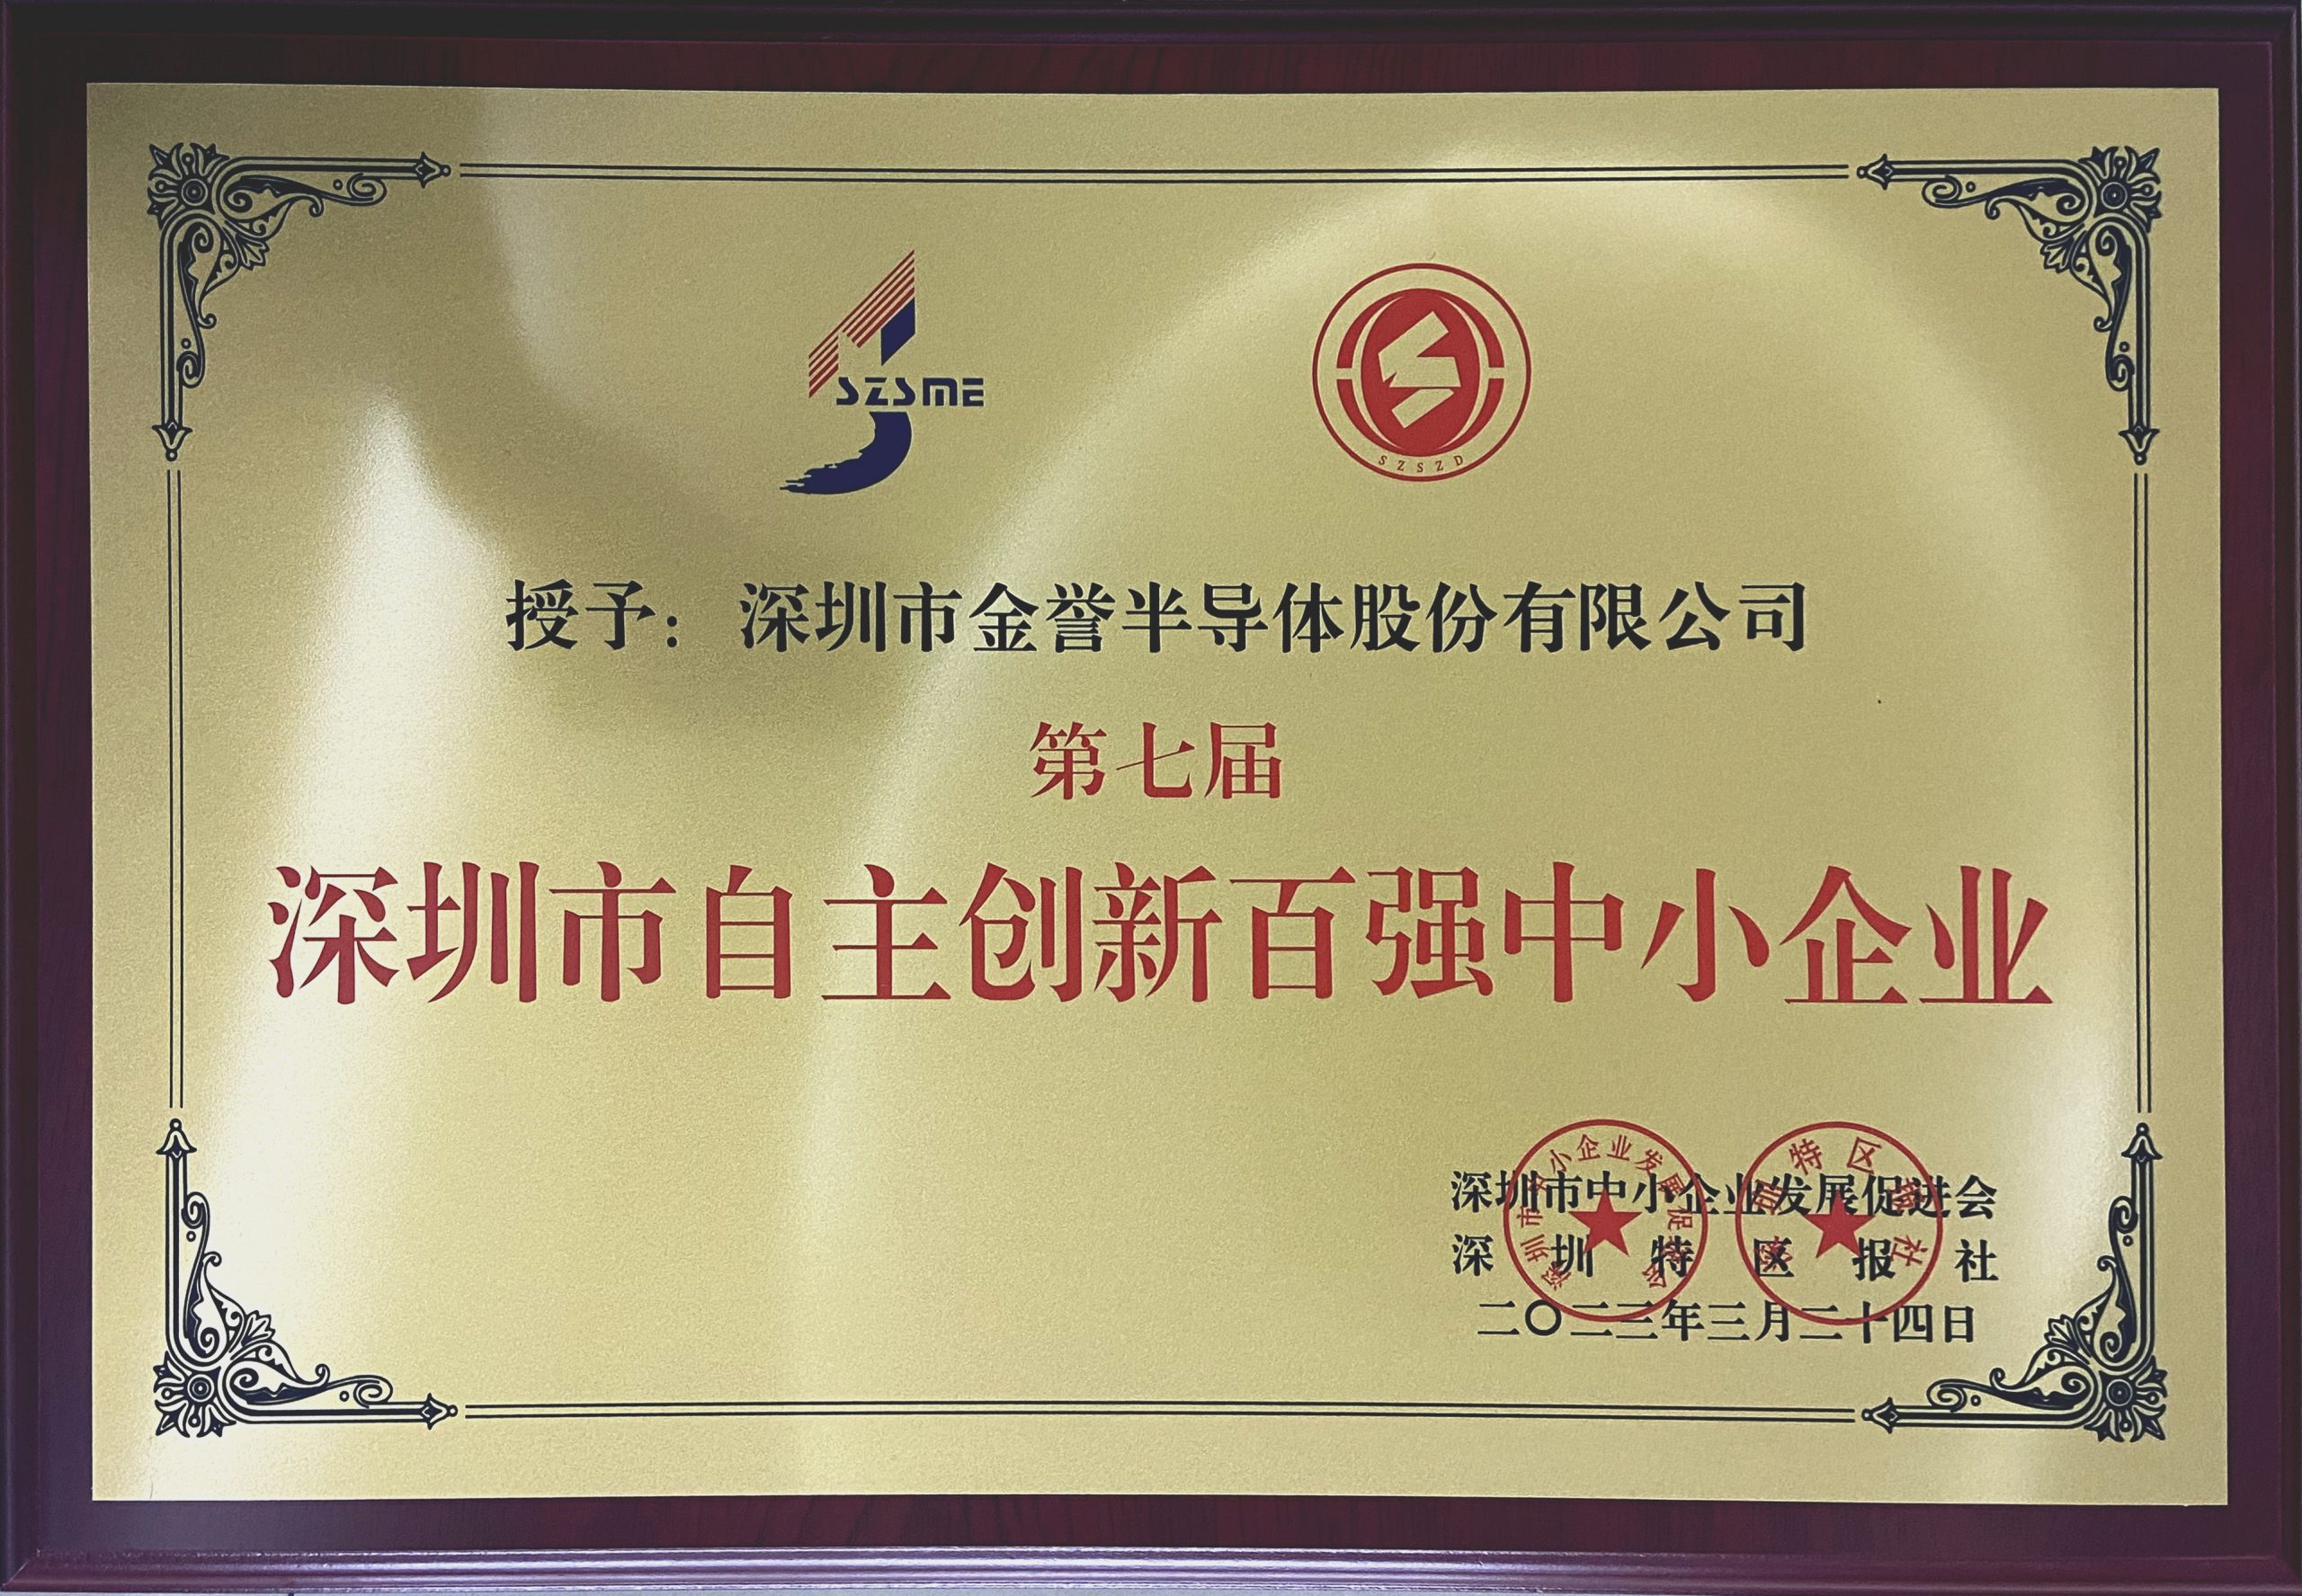 SZSME
SZSZD
授予：深圳市金誉半导体股份有限公司
第七届
深圳市自主创新百强中小企业
深圳市中小企业发展促进会
深圳特区报社
二〇二三年三月二十四日